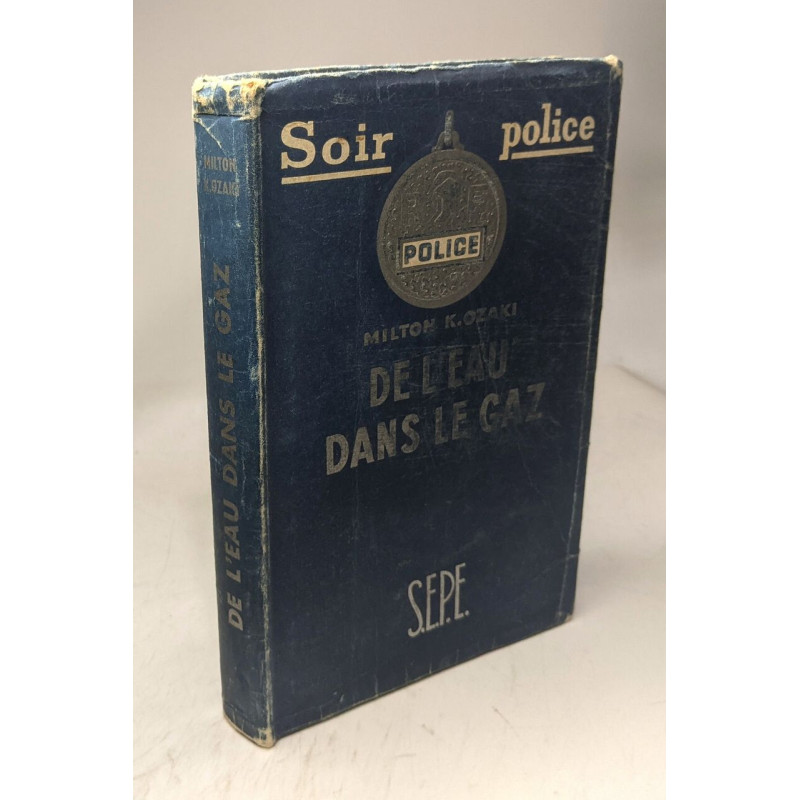 MILTON
K.OZAKI
DE L'EAU DANS LE GAZ
Soir police
POLICE
MILTON K.OZAKI
DE L'EAU
DANS LE GAZ
S.E.P.E.